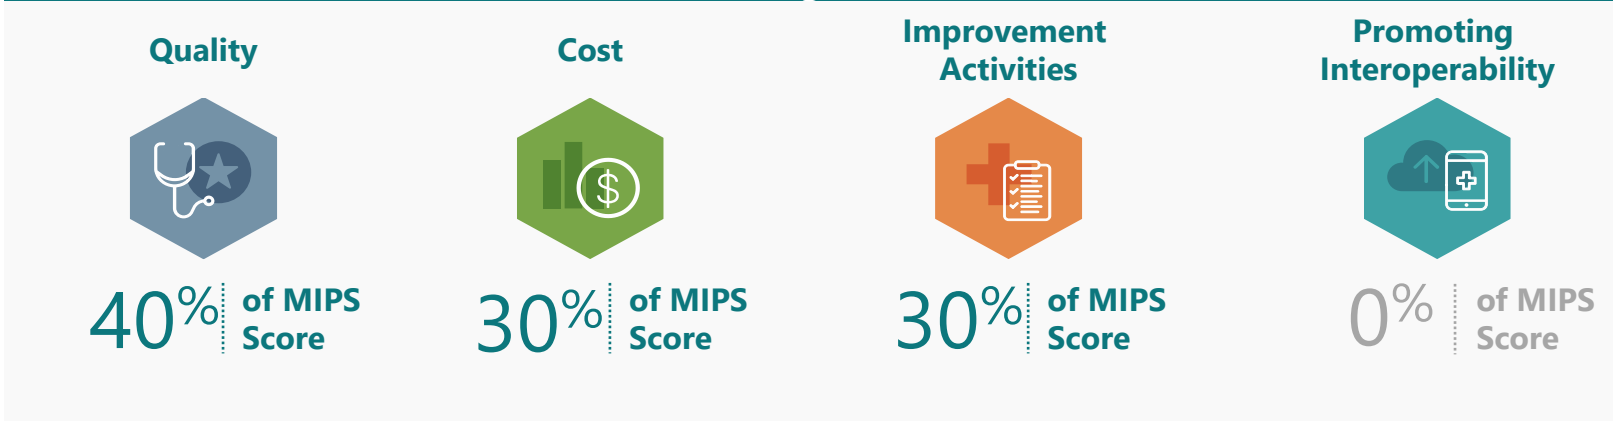 Quality
Cost
Improvement
Activities
Promoting
Interoperability
$
40% of MIPS
Score
30% of MIPS
Score
30% of MIPS
Score
0% of MIPS
Score